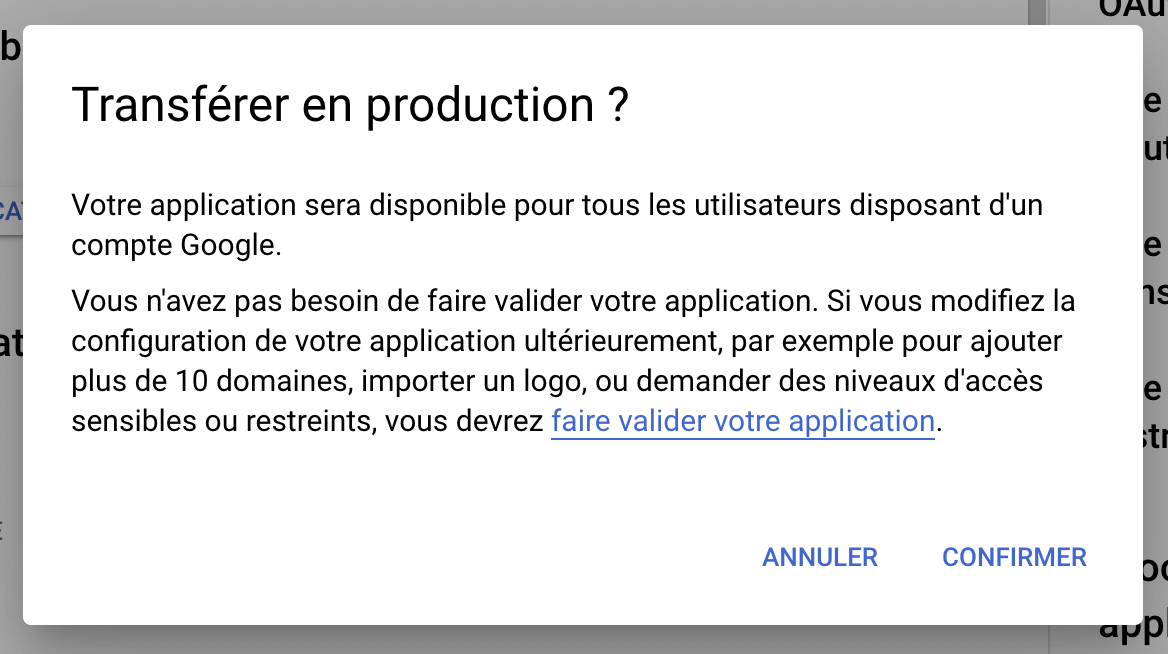 Transférer en production ?
Votre application sera disponible pour tous les utilisateurs disposant d'un
compte Google.
Vous n'avez pas besoin de faire valider votre application. Si vous modifiez la
configuration de votre application ultérieurement, par exemple pour ajouter
plus de 10 domaines, importer un logo, ou demander des niveaux d'accès
sensibles ou restreints, vous devrez faire valider votre application.
ANNULER CONFIRMER